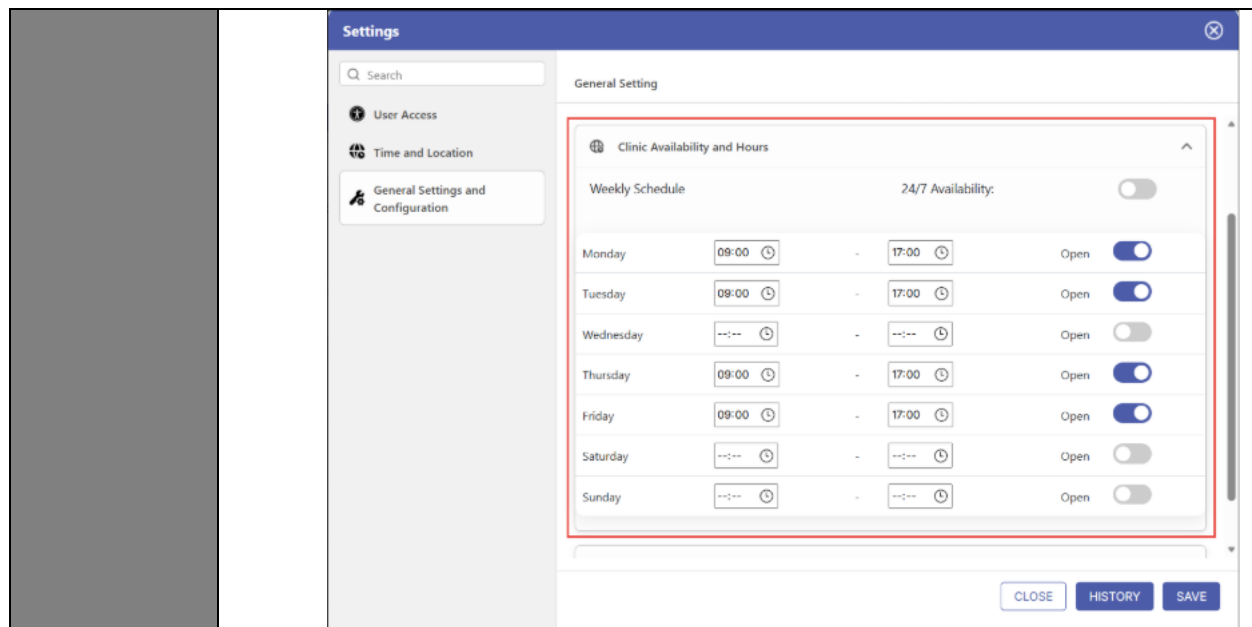 Settings
Search
User Access
Time and Location
General Settings and
Configuration
General Setting
Clinic Availability and Hours
Weekly Schedule 24/7 Availability:
Monday 09:00 - 17:00 Open
Tuesday 09:00 - 17:00 Open
Wednesday --:-- - --:-- Open
Thursday 09:00 - 17:00 Open
Friday 09:00 - 17:00 Open
Saturday --:-- - --:-- Open
Sunday --:-- - --:-- Open
CLOSE HISTORY SAVE